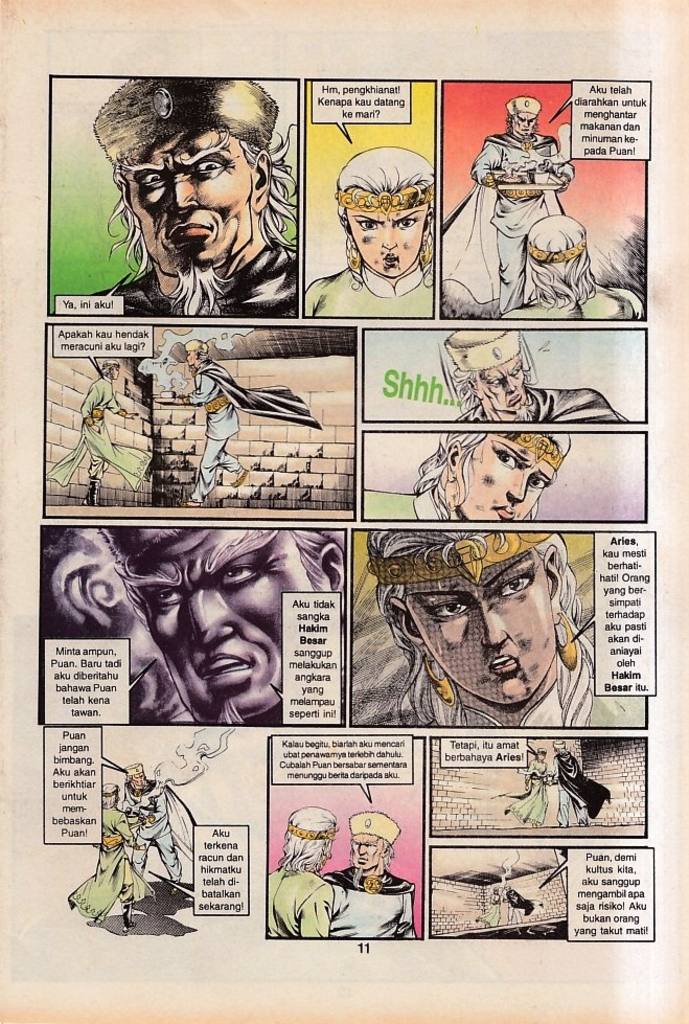 Ya, ini aku!
Hm, pengkhianat!
Kenapa kau datang
ke mari?
Aku telah
diarahkan untuk
menghantar
makanan dan
minuman ke-
pada Puan!
Apakah kau hendak
meracuni aku lagi?
Shhh...
Minta ampun,
Puan. Baru tadi
aku diberitahu
bahawa Puan
telah kena
tawan.
Aku tidak
sangka
Hakim
Besar
sanggup
melakukan
angkara
yang
melampau
seperti ini!
Aries,
kau mesti
berhati-
hati! Orang
yang ber-
simpati
terhadap
aku pasti
akan di-
aniayai
oleh
Hakim
Besar itu.
Puan
jangan
bimbang.
Aku akan
berikhtiar
untuk
mem-
bebaskan
Puan!
Aku
terkena
racun dan
hikmatku
telah di-
batalkan
sekarang!
Kalau begitu, biarlah aku mencari
ubat penawarnya terlebih dahulu.
Cubalah Puan bersabar sementara
menunggu berita daripada aku.
Tetapi, itu amat
berbahaya Aries!
Puan, demi
kultus kita,
aku sanggup
mengambil apa
saja risiko! Aku
bukan orang
yang takut mati!
11